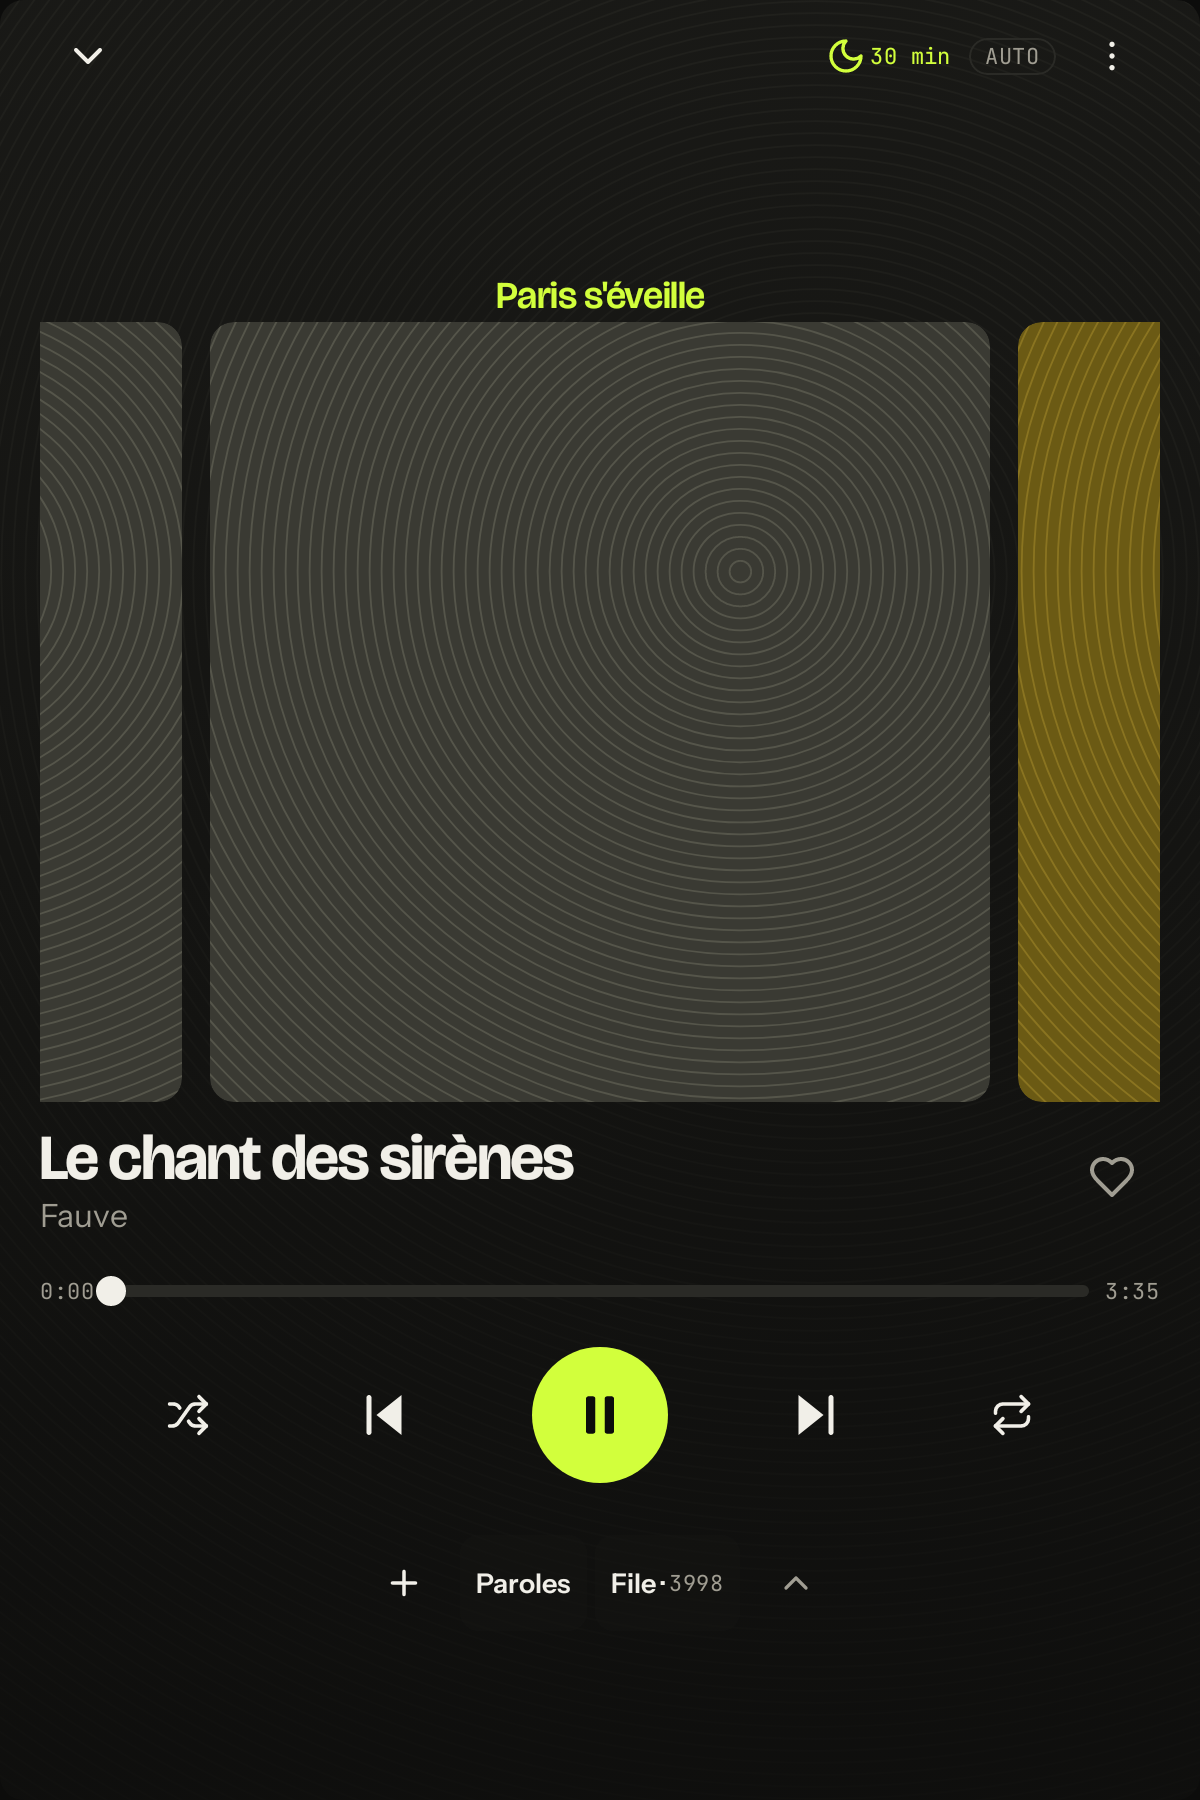 30 min AUTO
Paris s'éveille
Le chant des sirènes
Fauve
0:00 3:35
Paroles File·3998